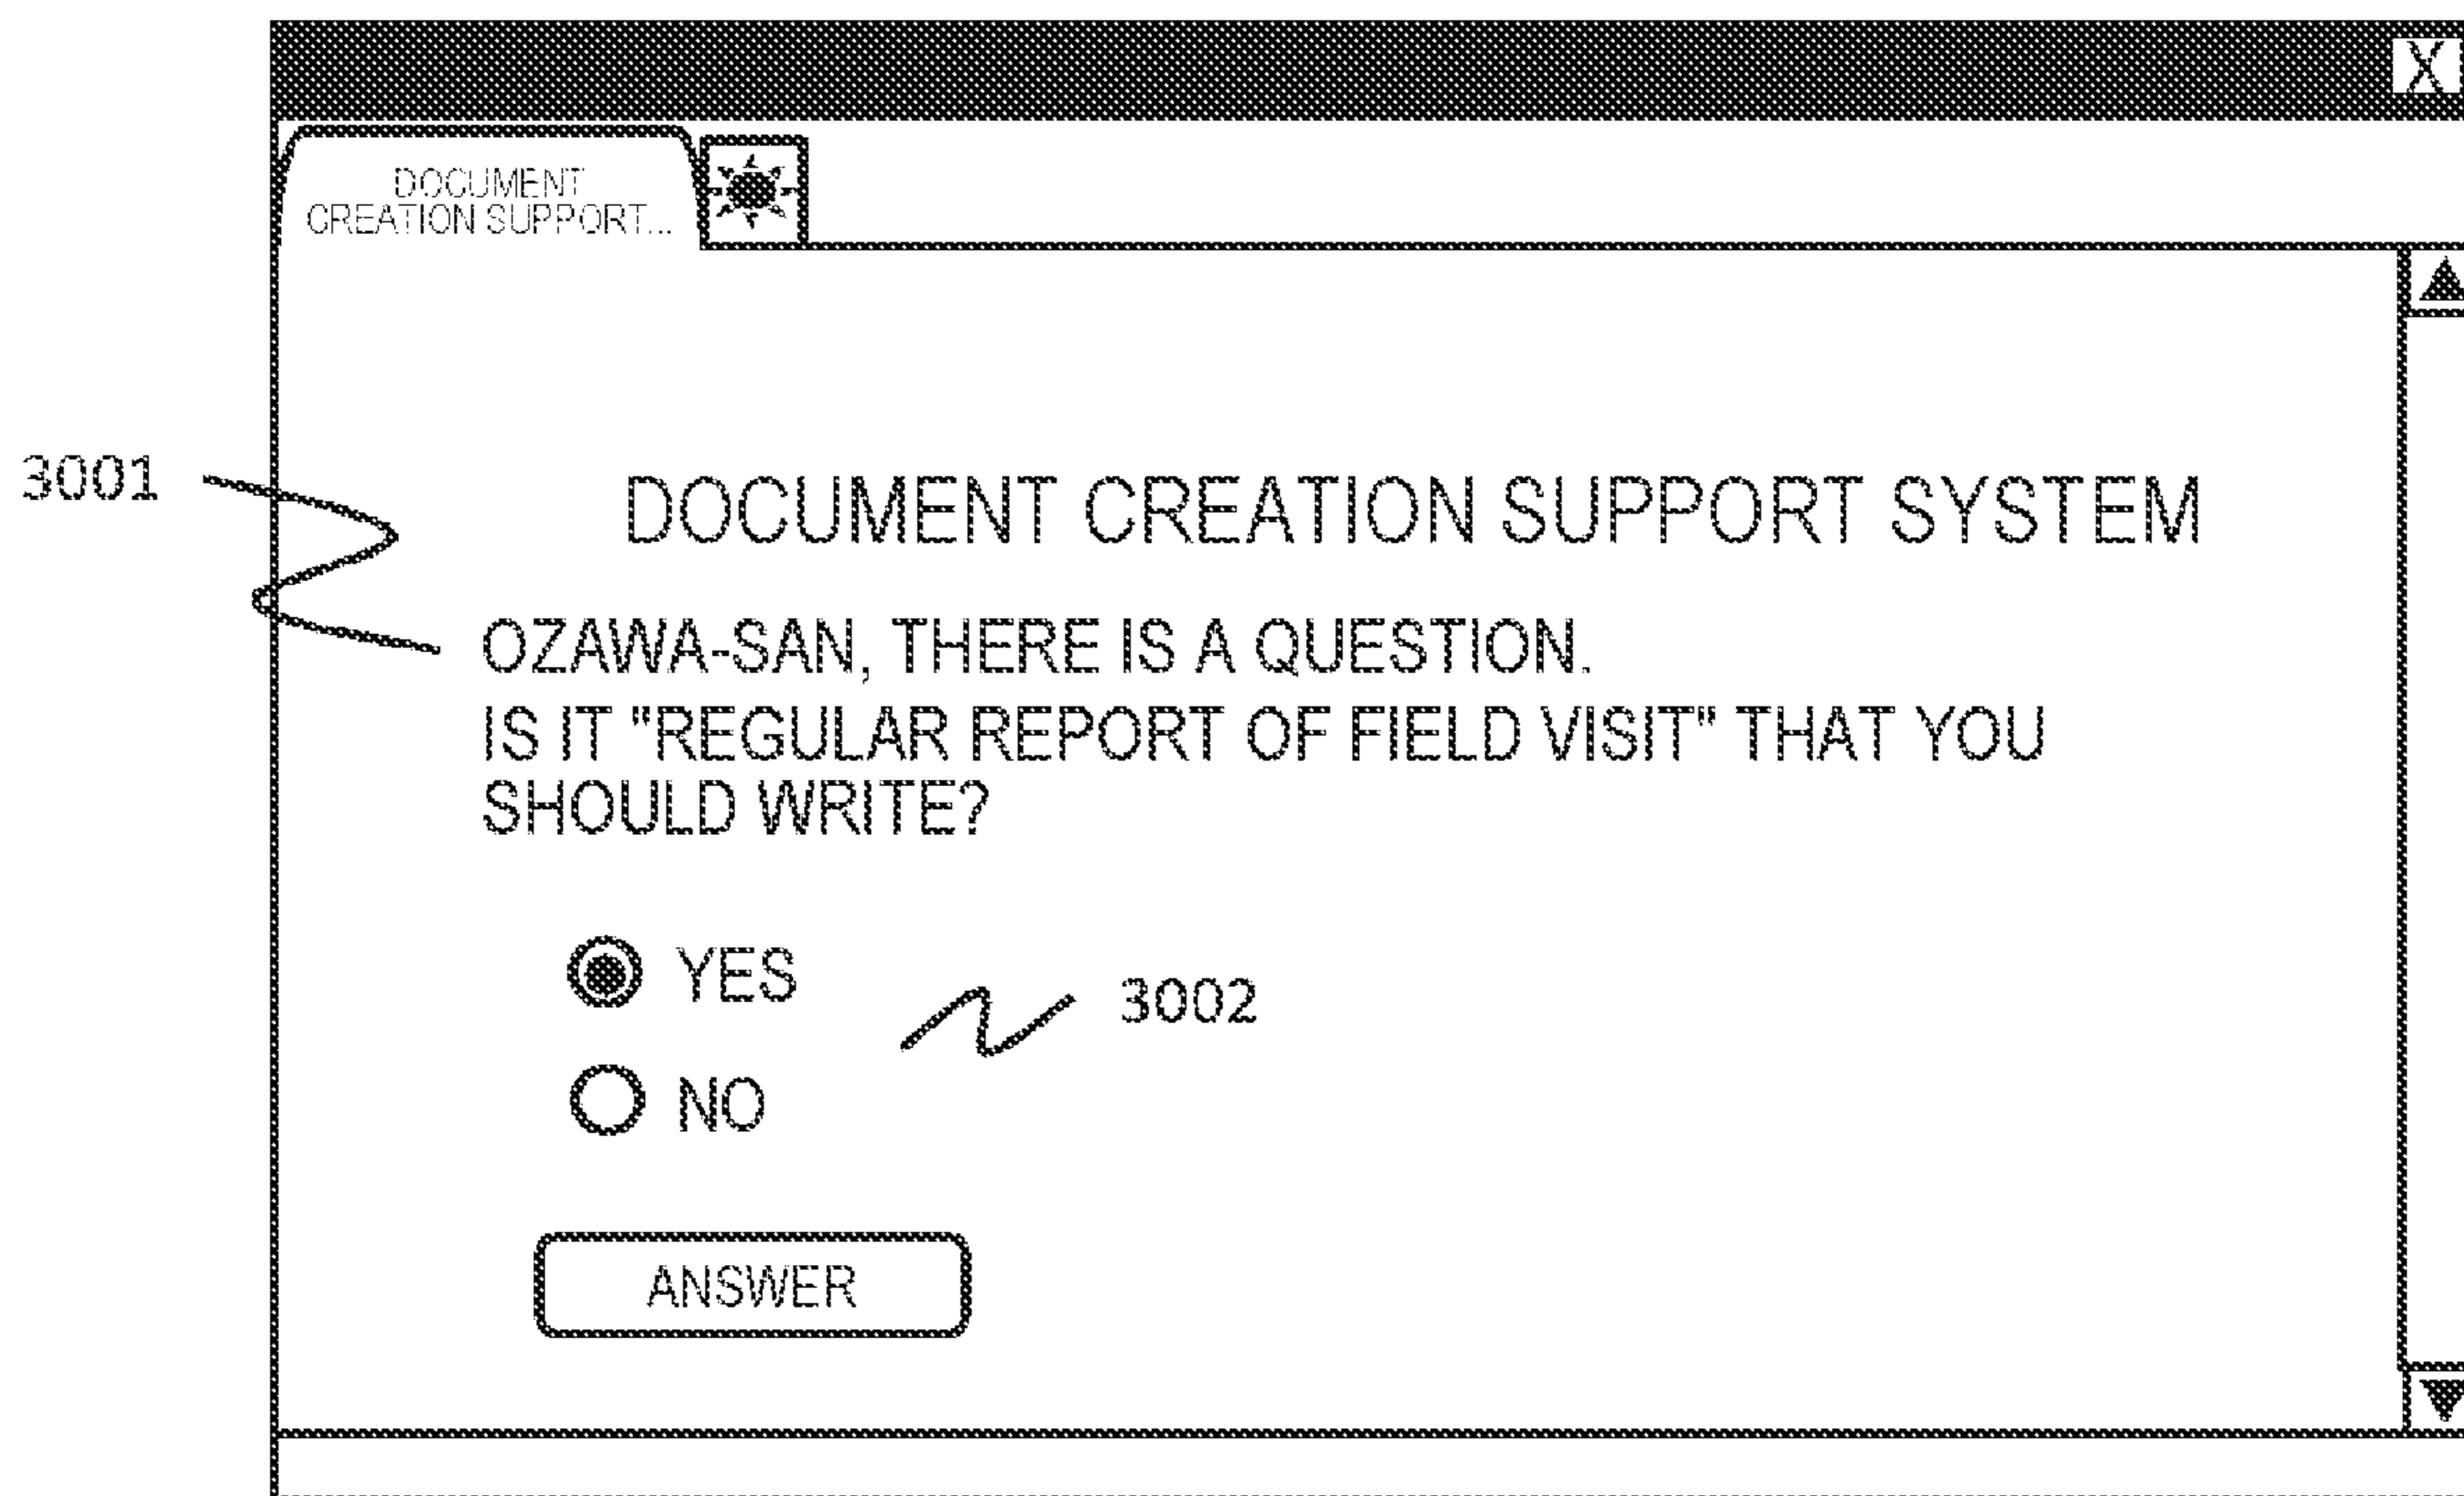 X
DOCUMENT
CREATION SUPPORT...
3001
DOCUMENT CREATION SUPPORT SYSTEM
OZAWA-SAN, THERE IS A QUESTION.
IS IT "REGULAR REPORT OF FIELD VISIT" THAT YOU
SHOULD WRITE?
YES
3002
NO
ANSWER